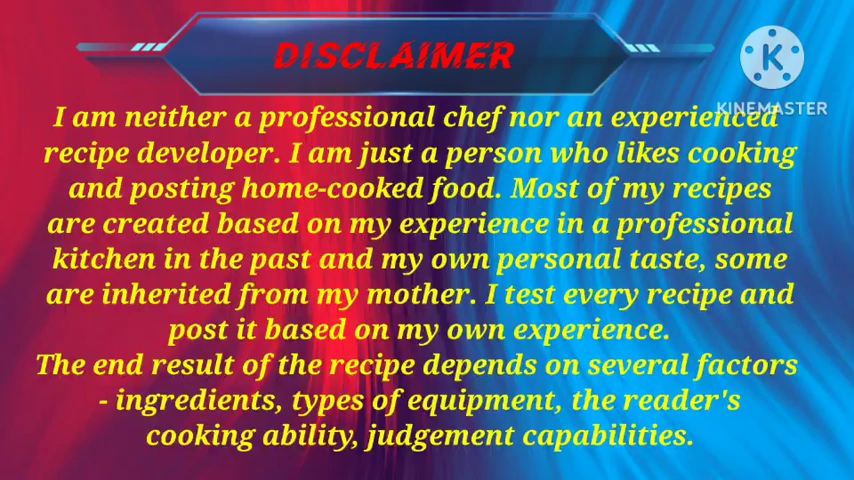 DISCLAIMER
K
KINEMASTER
I am neither a professional chef nor an experienced
recipe developer. I am just a person who likes cooking
and posting home-cooked food. Most of my recipes
are created based on my experience in a professional
kitchen in the past and my own personal taste, some
are inherited from my mother. I test every recipe and
post it based on my own experience.
The end result of the recipe depends on several factors
- ingredients, types of equipment, the reader's
cooking ability, judgement capabilities.